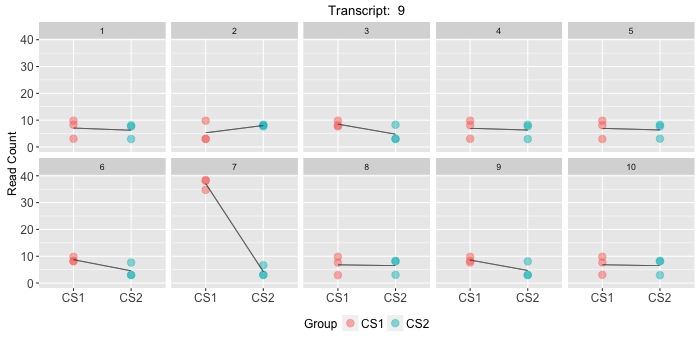 Transcript: 9
1 2 3 4 5
40
30
20
10
0
Read Count
6 7 8 9 10
40
30
20
10
0
CS1 CS2 CS1 CS2 CS1 CS2 CS1 CS2 CS1 CS2
Group CS1 CS2